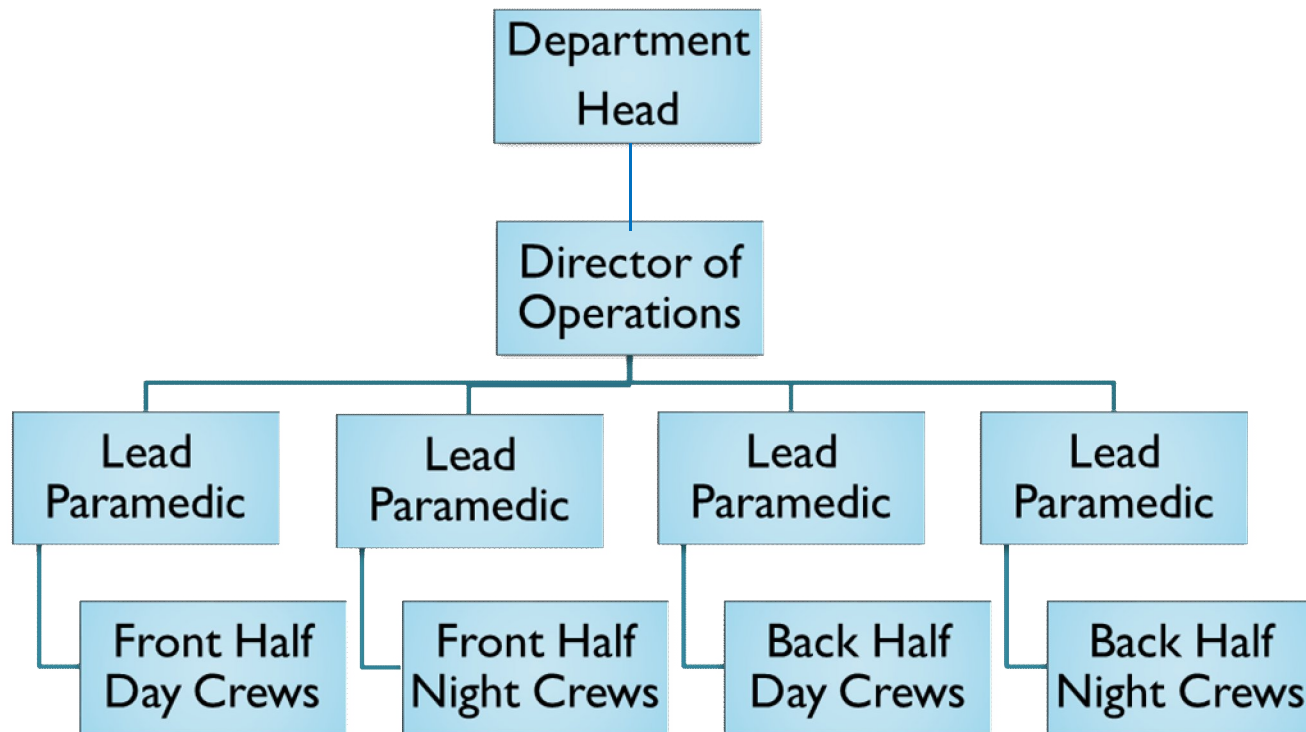 Department
Head
Director of
Operations
Lead
Paramedic
Lead
Paramedic
Lead
Paramedic
Lead
Paramedic
Front Half
Day Crews
Front Half
Night Crews
Back Half
Day Crews
Back Half
Night Crews